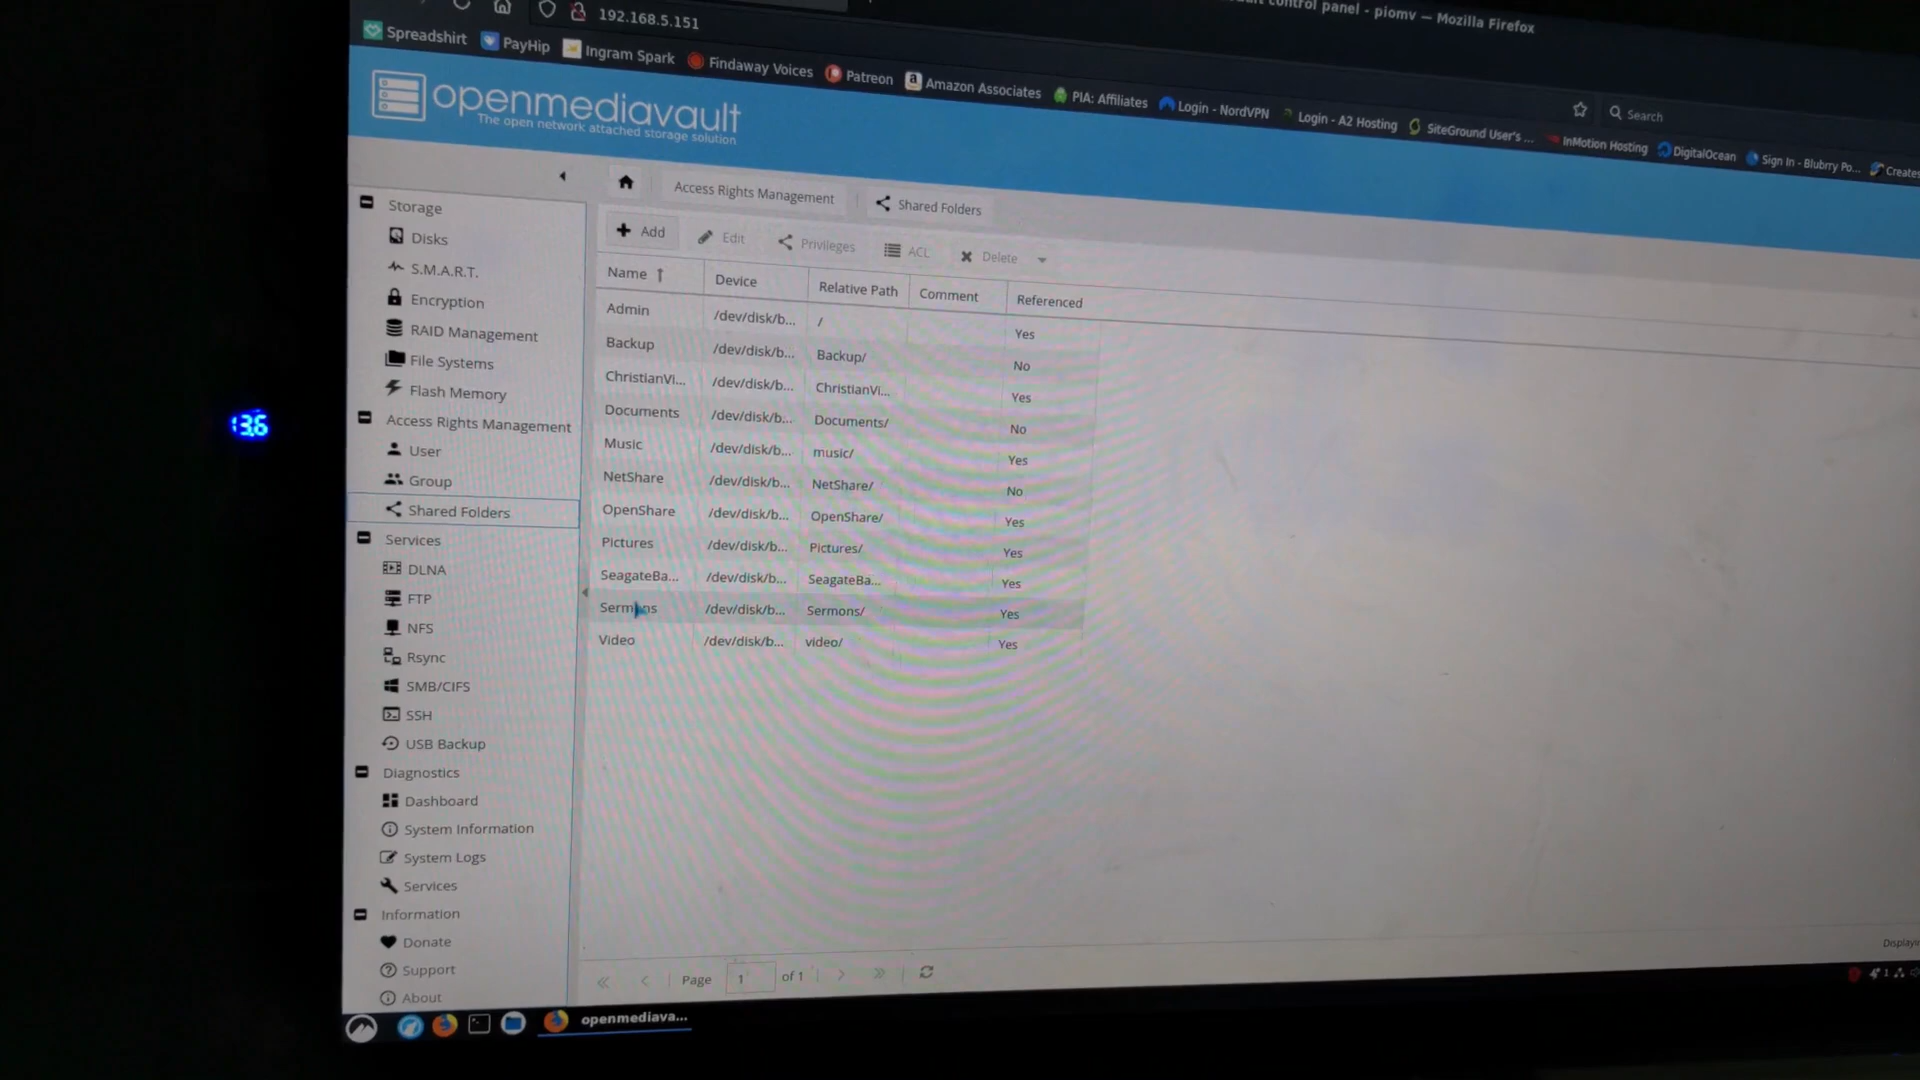 control panel - piomv — Mozilla Firefox
192.168.5.151
Search
Spreadshirt PayHip Ingram Spark Findaway Voices Patreon Amazon Associates PIA: Affiliates Login - NordVPN Login - A2 Hosting SiteGround User's ... InMotion Hosting DigitalOcean Sign In - Blubrry Po... Creates
openmediavault
The open network attached storage solution
Access Rights Management Shared Folders
Add Edit Privileges ACL Delete
Name Device Relative Path Comment Referenced
Admin /dev/disk/b... / Yes
Backup /dev/disk/b... Backup/ No
ChristianVi... /dev/disk/b... ChristianVi... Yes
Documents /dev/disk/b... Documents/ No
Music /dev/disk/b... music/ Yes
NetShare /dev/disk/b... NetShare/ No
OpenShare /dev/disk/b... OpenShare/ Yes
Pictures /dev/disk/b... Pictures/ Yes
SeagateBa... /dev/disk/b... SeagateBa... Yes
Sermons /dev/disk/b... Sermons/ Yes
Video /dev/disk/b... video/ Yes
Storage
Disks
S.M.A.R.T.
Encryption
RAID Management
File Systems
Flash Memory
Access Rights Management
User
Group
Shared Folders
Services
DLNA
FTP
NFS
Rsync
SMB/CIFS
SSH
USB Backup
Diagnostics
Dashboard
System Information
System Logs
Services
Information
Donate
Support
About
Page 1 of 1
openmediava...